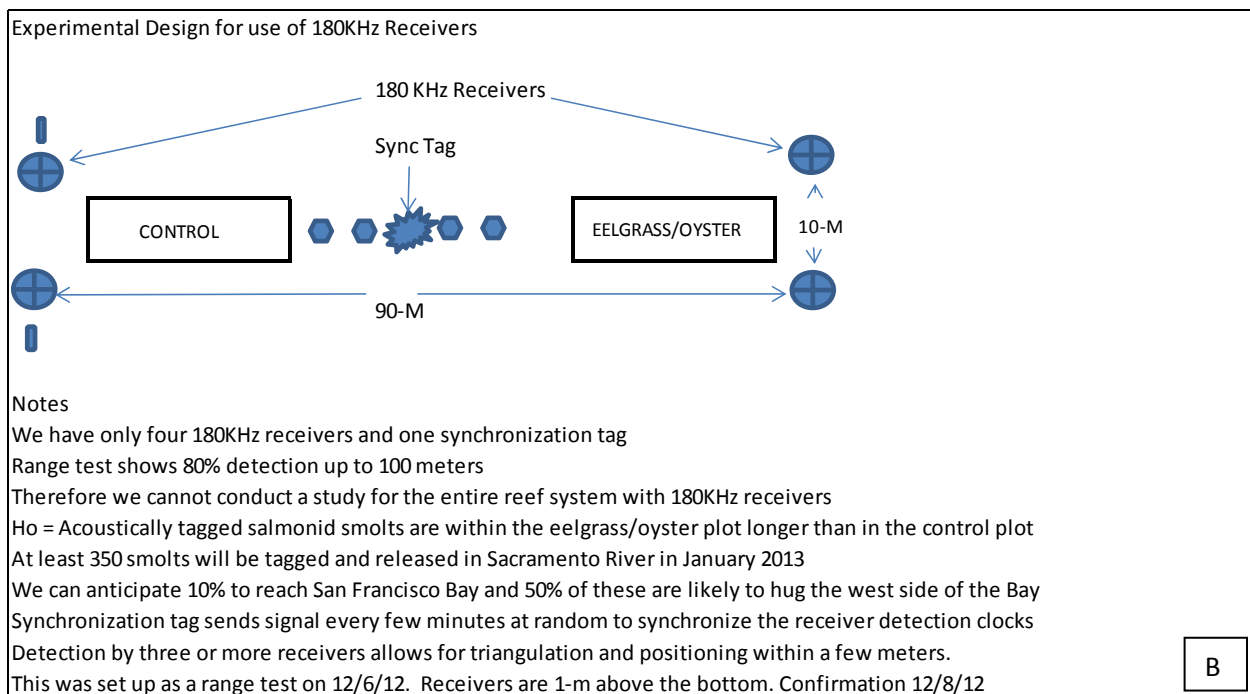 Experimental Design for use of 180KHz Receivers
180 KHz Receivers
Sync Tag
CONTROL
EELGRASS/OYSTER
10-M
90-M
Notes
We have only four 180KHz receivers and one synchronization tag
Range test shows 80% detection up to 100 meters
Therefore we cannot conduct a study for the entire reef system with 180KHz receivers
Ho = Acoustically tagged salmonid smolts are within the eelgrass/oyster plot longer than in the control plot
At least 350 smolts will be tagged and released in Sacramento River in January 2013
We can anticipate 10% to reach San Francisco Bay and 50% of these are likely to hug the west side of the Bay
Synchronization tag sends signal every few minutes at random to synchronize the receiver detection clocks
Detection by three or more receivers allows for triangulation and positioning within a few meters.
This was set up as a range test on 12/6/12.  Receivers are 1-m above the bottom. Confirmation 12/8/12
B